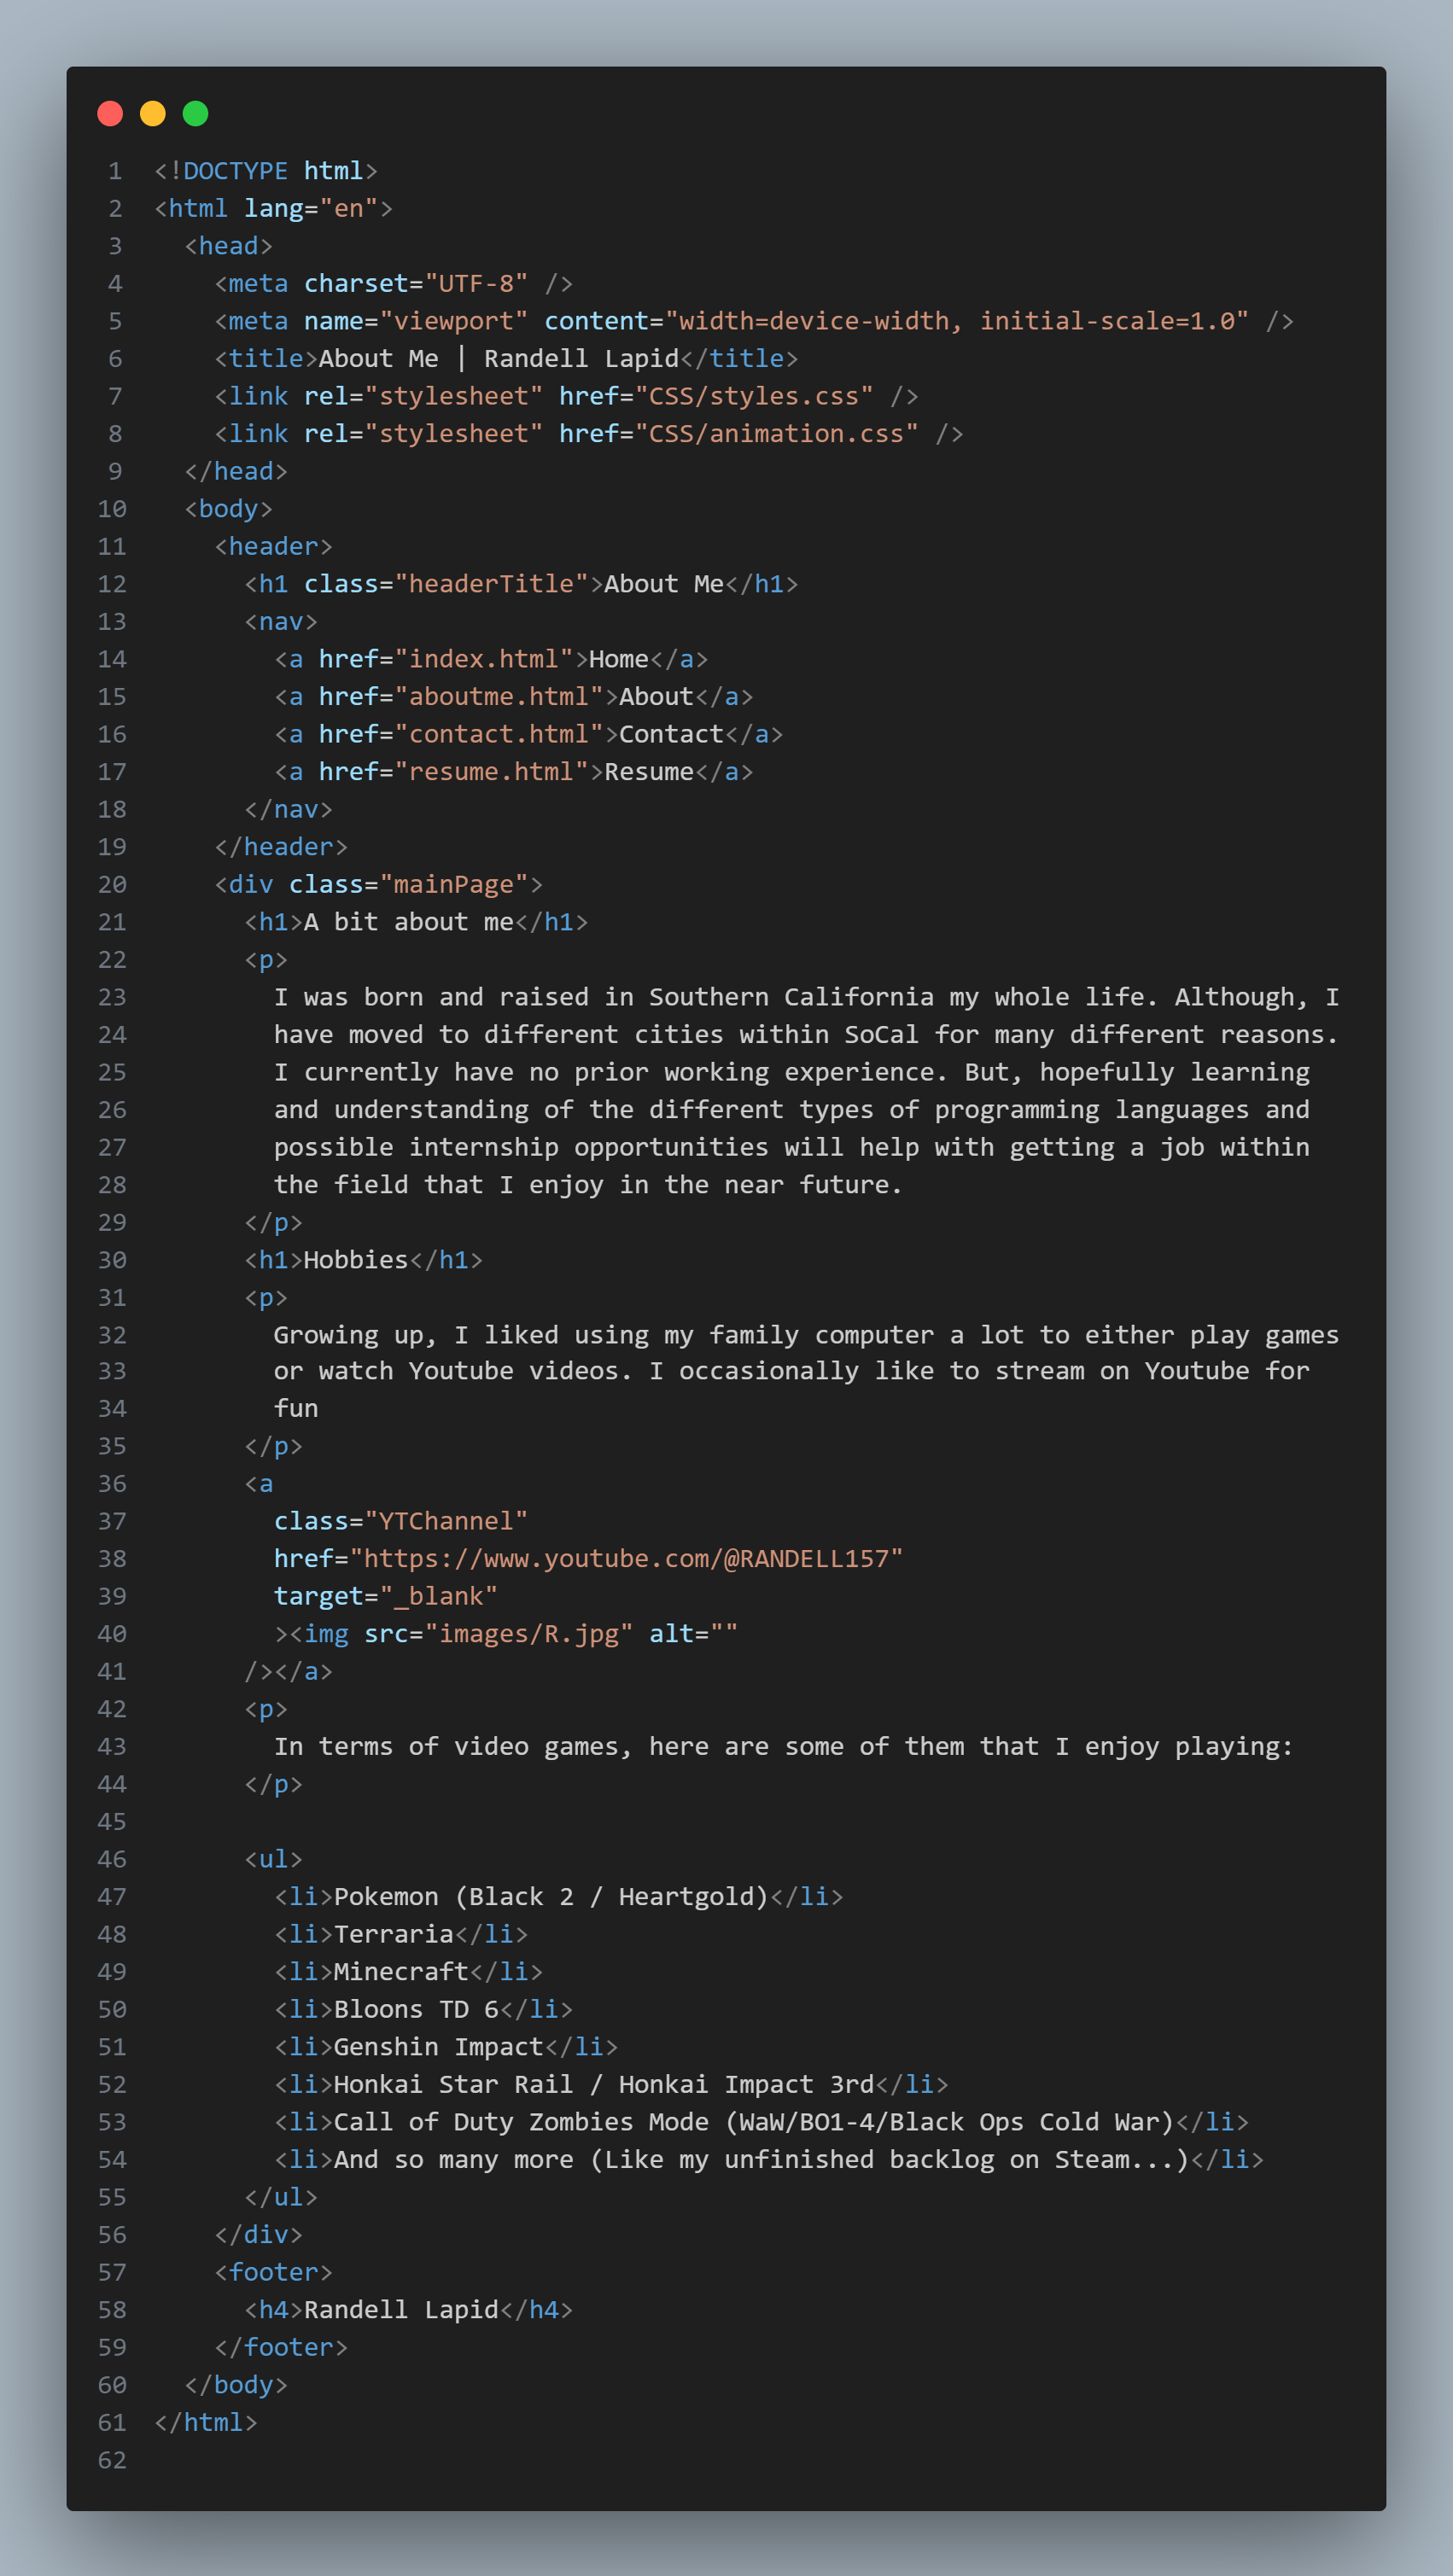 1 <!DOCTYPE html>
2 <html lang="en">
3   <head>
4     <meta charset="UTF-8" />
5     <meta name="viewport" content="width=device-width, initial-scale=1.0" />
6     <title>About Me | Randell Lapid</title>
7     <link rel="stylesheet" href="CSS/styles.css" />
8     <link rel="stylesheet" href="CSS/animation.css" />
9   </head>
10   <body>
11     <header>
12       <h1 class="headerTitle">About Me</h1>
13       <nav>
14         <a href="index.html">Home</a>
15         <a href="aboutme.html">About</a>
16         <a href="contact.html">Contact</a>
17         <a href="resume.html">Resume</a>
18       </nav>
19     </header>
20     <div class="mainPage">
21       <h1>A bit about me</h1>
22       <p>
23         I was born and raised in Southern California my whole life. Although, I
24         have moved to different cities within SoCal for many different reasons.
25         I currently have no prior working experience. But, hopefully learning
26         and understanding of the different types of programming languages and
27         possible internship opportunities will help with getting a job within
28         the field that I enjoy in the near future.
29       </p>
30       <h1>Hobbies</h1>
31       <p>
32         Growing up, I liked using my family computer a lot to either play games
33         or watch Youtube videos. I occasionally like to stream on Youtube for
34         fun
35       </p>
36       <a
37         class="YTChannel"
38         href="https://www.youtube.com/@RANDELL157"
39         target="_blank"
40         ><img src="images/R.jpg" alt=""
41       /></a>
42       <p>
43         In terms of video games, here are some of them that I enjoy playing:
44       </p>
45
46       <ul>
47         <li>Pokemon (Black 2 / Heartgold)</li>
48         <li>Terraria</li>
49         <li>Minecraft</li>
50         <li>Bloons TD 6</li>
51         <li>Genshin Impact</li>
52         <li>Honkai Star Rail / Honkai Impact 3rd</li>
53         <li>Call of Duty Zombies Mode (WaW/BO1-4/Black Ops Cold War)</li>
54         <li>And so many more (Like my unfinished backlog on Steam...)</li>
55       </ul>
56     </div>
57     <footer>
58       <h4>Randell Lapid</h4>
59     </footer>
60   </body>
61 </html>
62